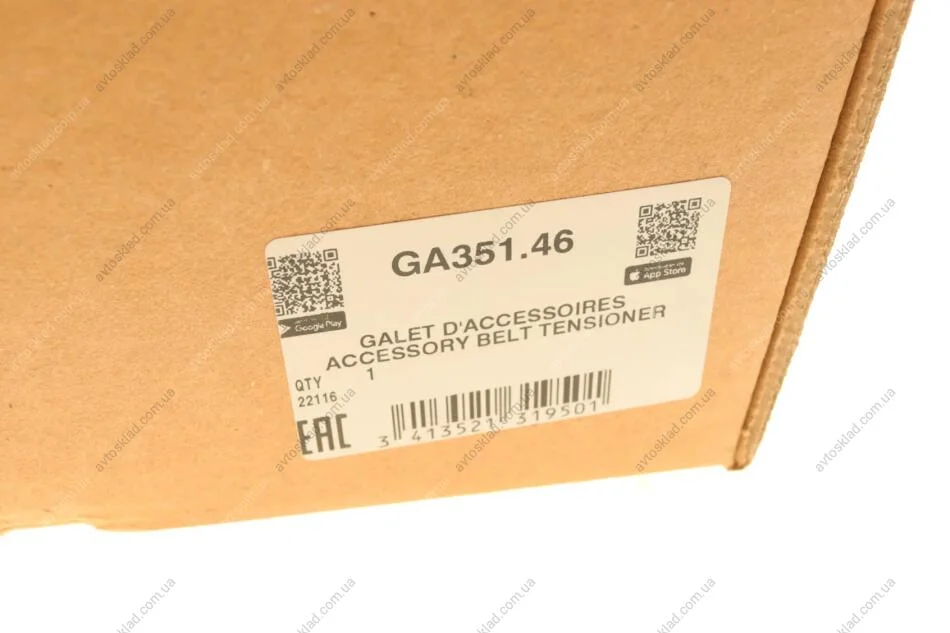 GA351.46
Google Play
App Store
GALET D'ACCESSOIRES
ACCESSORY BELT TENSIONER
QTY 1
22116
EAC
3 413521 319501
avtosklad.com.ua